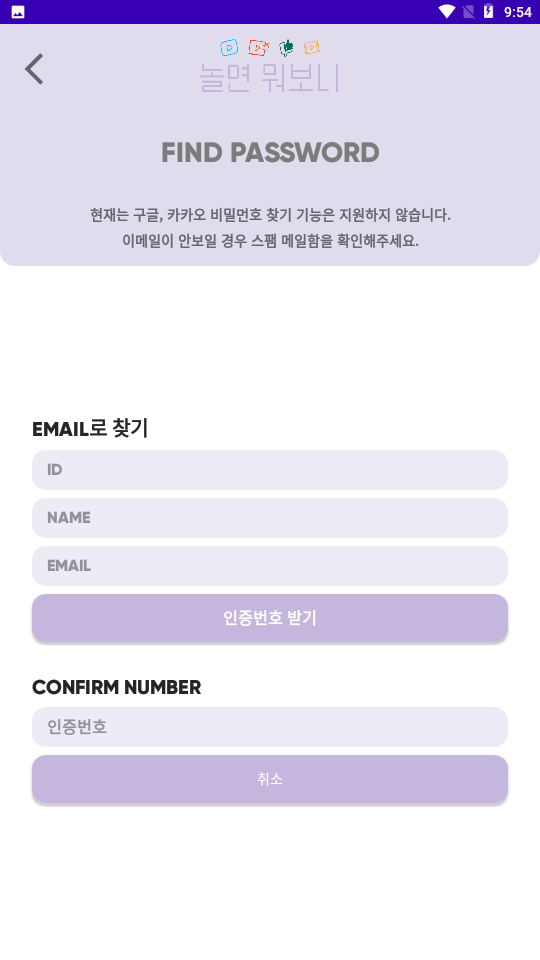 9:54
놀면 뭐보니
FIND PASSWORD
현재는 구글, 카카오 비밀먼호 찾기 기능은 지원하지 않습니다.
이메일이 안보일 경우 스팸 메일함을 확인해주세요.
EMAIL로 찾기
ID
NAME
EMAIL
인증번호 받기
CONFIRM NUMBER
인증번호
취소